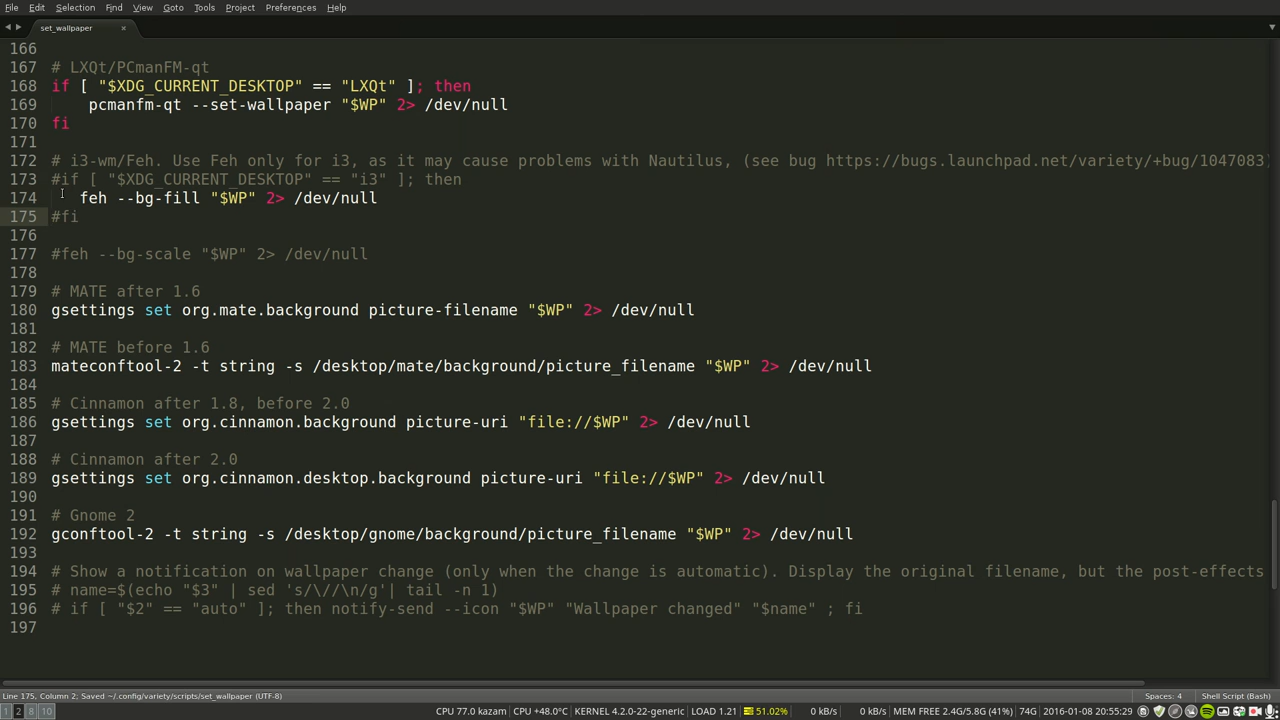 File Edit Selection Find View Goto Tools Project Preferences Help
set_wallpaper ×
166
167 # LXQt/PCmanFM-qt
168 if [ "$XDG_CURRENT_DESKTOP" == "LXQt" ]; then
169     pcmanfm-qt --set-wallpaper "$WP" 2> /dev/null
170 fi
171
172 # i3-wm/Feh. Use Feh only for i3, as it may cause problems with Nautilus, (see bug https://bugs.launchpad.net/variety/+bug/1047083)
173 #if [ "$XDG_CURRENT_DESKTOP" == "i3" ]; then
174    feh --bg-fill "$WP" 2> /dev/null
175 #fi
176
177 #feh --bg-scale "$WP" 2> /dev/null
178
179 # MATE after 1.6
180 gsettings set org.mate.background picture-filename "$WP" 2> /dev/null
181
182 # MATE before 1.6
183 mateconftool-2 -t string -s /desktop/mate/background/picture_filename "$WP" 2> /dev/null
184
185 # Cinnamon after 1.8, before 2.0
186 gsettings set org.cinnamon.background picture-uri "file://$WP" 2> /dev/null
187
188 # Cinnamon after 2.0
199 gsettings set org.cinnamon.desktop.background picture-uri "file://$WP" 2> /dev/null
190
191 # Gnome 2
192 gconftool-2 -t string -s /desktop/gnome/background/picture_filename "$WP" 2> /dev/null
193
194 # Show a notification on wallpaper change (only when the change is automatic). Display the original filename, but the post-effects
195 # name=$(echo "$3" | sed 's/\//\n/g'| tail -n 1)
196 # if [ "$2" == "auto" ]; then notify-send --icon "$WP" "Wallpaper changed" "$name" ; fi
197
Line 175, Column 2; Saved ~/.config/variety/scripts/set_wallpaper (UTF-8) Spaces: 4 Shell Script (Bash)
1 2 8 10 CPU 77.0 kazam CPU +48.0°C KERNEL 4.2.0-22-generic LOAD 1.21 51.02% 0 kB/s 0 kB/s MEM FREE 2.4G/5.8G (41%) 74G 2016-01-08 20:55:29